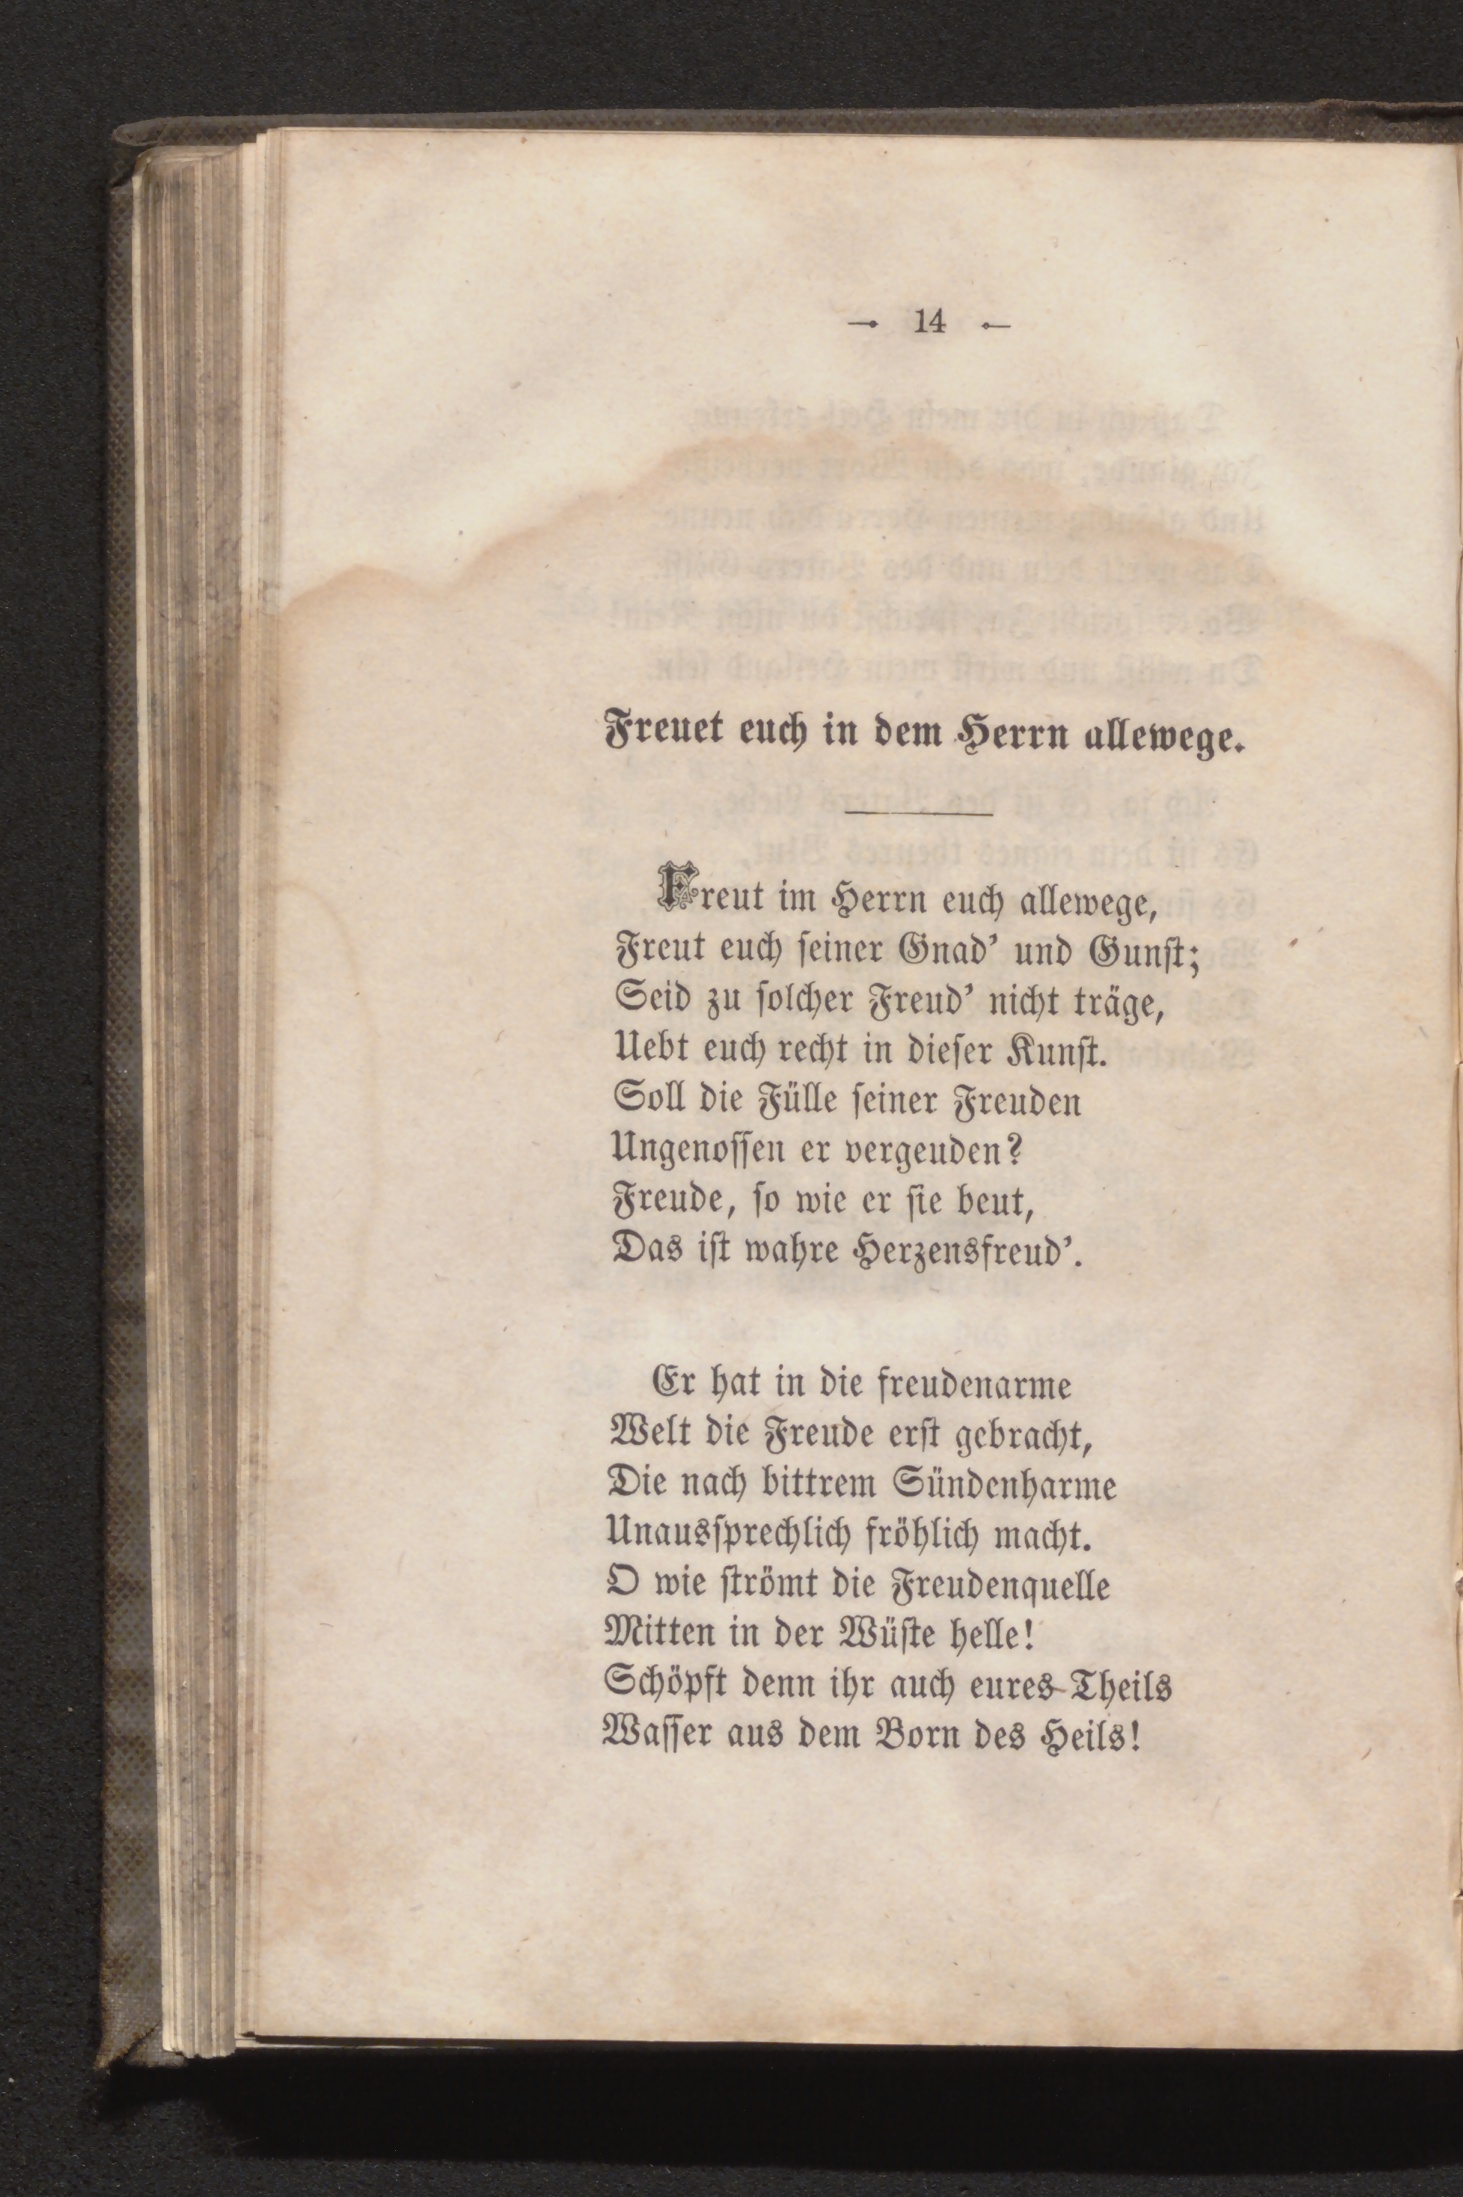 14
Freuet euch in dem Herrn allewege.
Freut im Herrn euch allewege,
Freut euch ſeiner Gnad’ und Gunſt;
Seid zu ſolcher Freud’ nicht träge,
Uebt euch recht in dieſer Kunſt.
Soll die Fülle ſeiner Freuden
Ungenoſſen er vergeuden?
Freude, ſo wie er ſie beut,
Das iſt wahre Herzensfreud’.
Er hat in die freudenarme
Welt die Freude erſt gebracht,
Die nach bittrem Sündenharme
Unausſprechlich fröhlich macht.
O wie ſtrömt die Freudenquelle
Mitten in der Wüſte helle!
Schöpft denn ihr auch eures Theils
Waſſer aus dem Born des Heils!